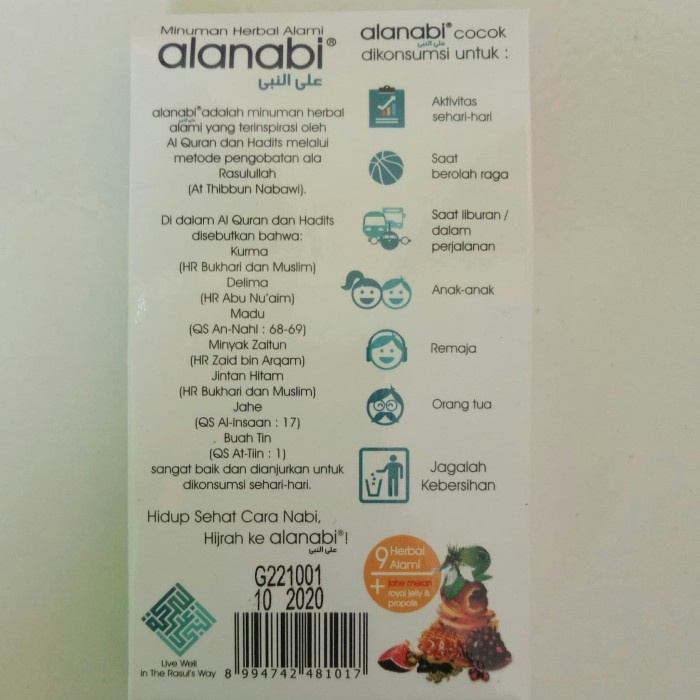 Minuman Herbal Alami
alanabi®
على النبي
alanabi® adalah minuman herbal
على النبي
alami yang terinspirasi oleh
Al Quran dan Hadits melalui
metode pengobatan ala
Rasulullah
(At Thibbun Nabawi).
Di dalam Al Quran dan Hadits
disebutkan bahwa:
Kurma
(HR Bukhari dan Muslim)
Delima
(HR Abu Nu'aim)
Madu
(QS An-Nahl : 68-69)
Minyak Zaitun
(HR Zaid bin Arqam)
Jintan Hitam
(HR Bukhari dan Muslim)
Jahe
(QS Al-Insaan : 17)
Buah Tin
(QS At-Tiin : 1)
sangat baik dan dianjurkan untuk
dikonsumsi sehari-hari.
Hidup Sehat Cara Nabi,
Hijrah ke alanabi®!
على النبي
alanabi® cocok
على النبي
dikonsumsi untuk :
Aktivitas
sehari-hari
Saat
berolah raga
Saat liburan /
dalam
perjalanan
Anak-anak
Remaja
Orang tua
Jagalah
Kebersihan
9 Herbal
Alami
+ jahe merah
royal jelly &
propolis
G221001
10 2020
Live Well
In The Rasul's Way
8 994742 481017